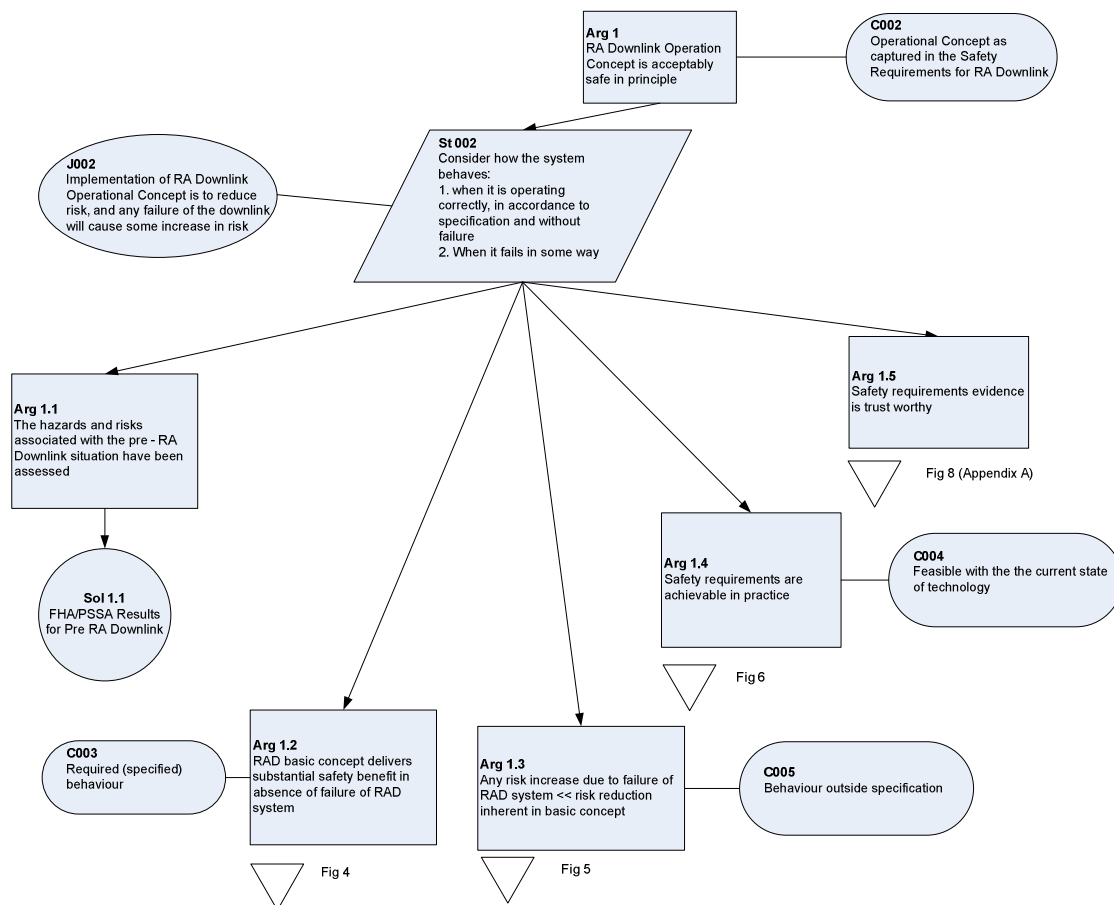 Arg 1
RA Downlink Operation
Concept is acceptably
safe in principle
C002
Operational Concept as
captured in the Safety
Requirements for RA Downlink
J002
Implementation of RA Downlink
Operational Concept is to reduce
risk, and any failure of the downlink
will cause some increase in risk
St 002
Consider how the system
behaves:
1. when it is operating
correctly, in accordance to
specification and without
failure
2. When it fails in some way
Arg 1.1
The hazards and risks
associated with the pre - RA
Downlink situation have been
assessed
Arg 1.5
Safety requirements evidence
is trust worthy
Fig 8 (Appendix A)
Sol 1.1
FHA/PSSA Results
for Pre RA Downlink
Arg 1.4
Safety requirements are
achievable in practice
C004
Feasible with the the current state
of technology
Fig 6
C003
Required (specified)
behaviour
Arg 1.2
RAD basic concept delivers
substantial safety benefit in
absence of failure of RAD
system
Arg 1.3
Any risk increase due to failure of
RAD system << risk reduction
inherent in basic concept
C005
Behaviour outside specification
Fig 4
Fig 5